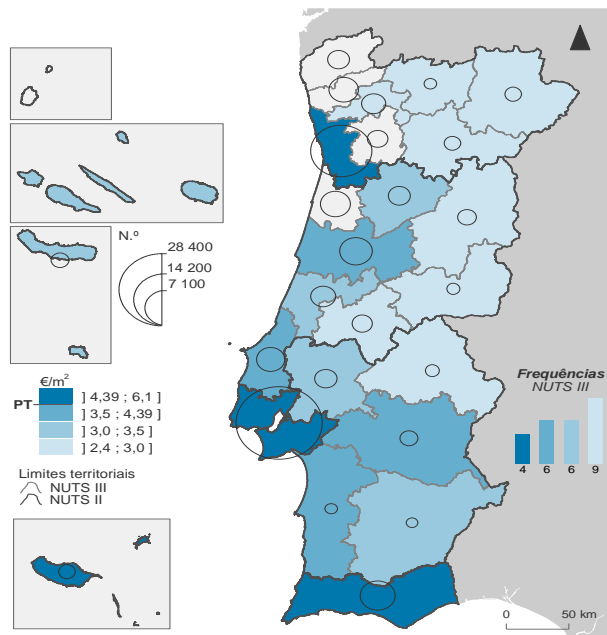 N.º
28 400
14 200
7 100
€/m²
PT
] 4,39 ; 6,1 ]
] 3,5 ; 4,39 ]
] 3,0 ; 3,5 ]
] 2,4 ; 3,0 ]
Limites territoriais
NUTS III
NUTS II
Frequências
NUTS III
4 6 6 9
0 50 km